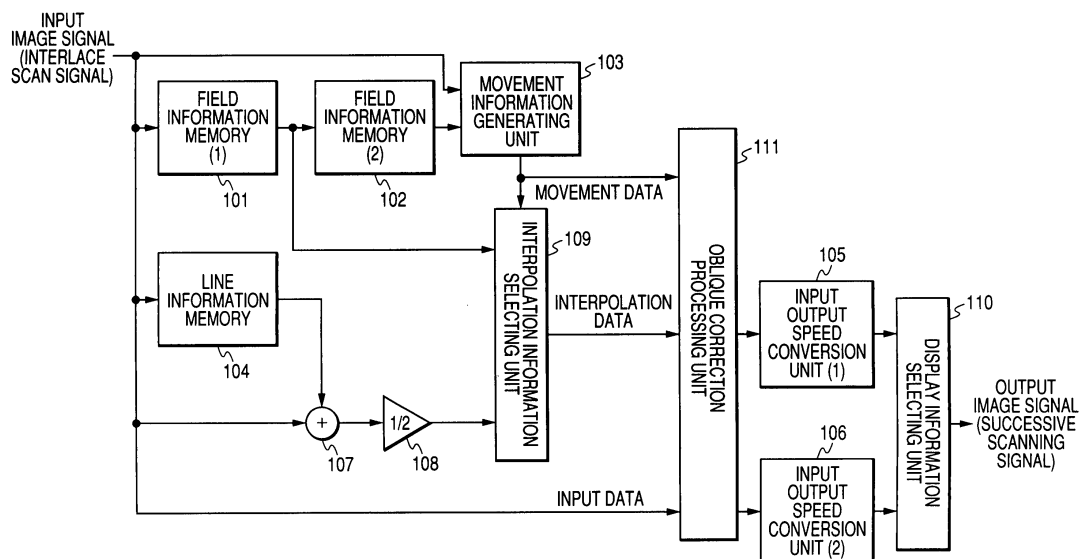 INPUT
IMAGE SIGNAL
(INTERLACE
SCAN SIGNAL)
FIELD
INFORMATION
MEMORY
(1)
101
FIELD
INFORMATION
MEMORY
(2)
102
MOVEMENT
INFORMATION
GENERATING
UNIT
103
MOVEMENT DATA
LINE
INFORMATION
MEMORY
104
+
107
1/2
108
INTERPOLATION INFORMATION
SELECTING UNIT
109
INTERPOLATION
DATA
INPUT DATA
OBLIQUE CORRECTION
PROCESSING UNIT
111
INPUT
OUTPUT
SPEED
CONVERSION
UNIT (1)
105
INPUT
OUTPUT
SPEED
CONVERSION
UNIT (2)
106
DISPLAY INFORMATION
SELECTING UNIT
110
OUTPUT
IMAGE SIGNAL
(SUCCESSIVE
SCANNING
SIGNAL)